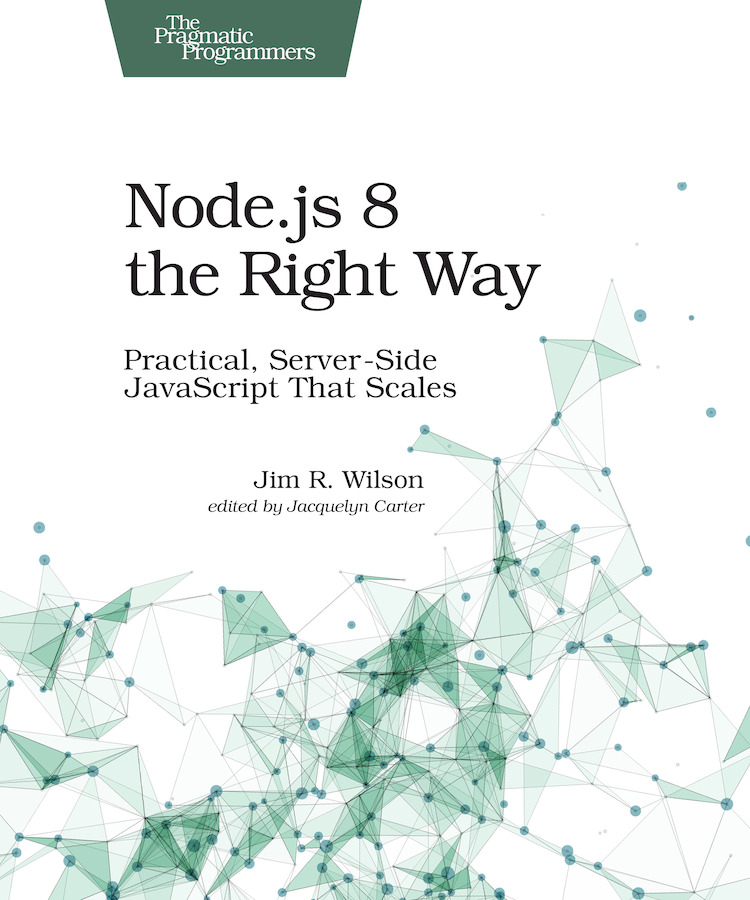 The
Pragmatic
Programmers
Node.js 8
the Right Way
Practical, Server-Side
JavaScript That Scales
Jim R. Wilson
edited by Jacquelyn Carter